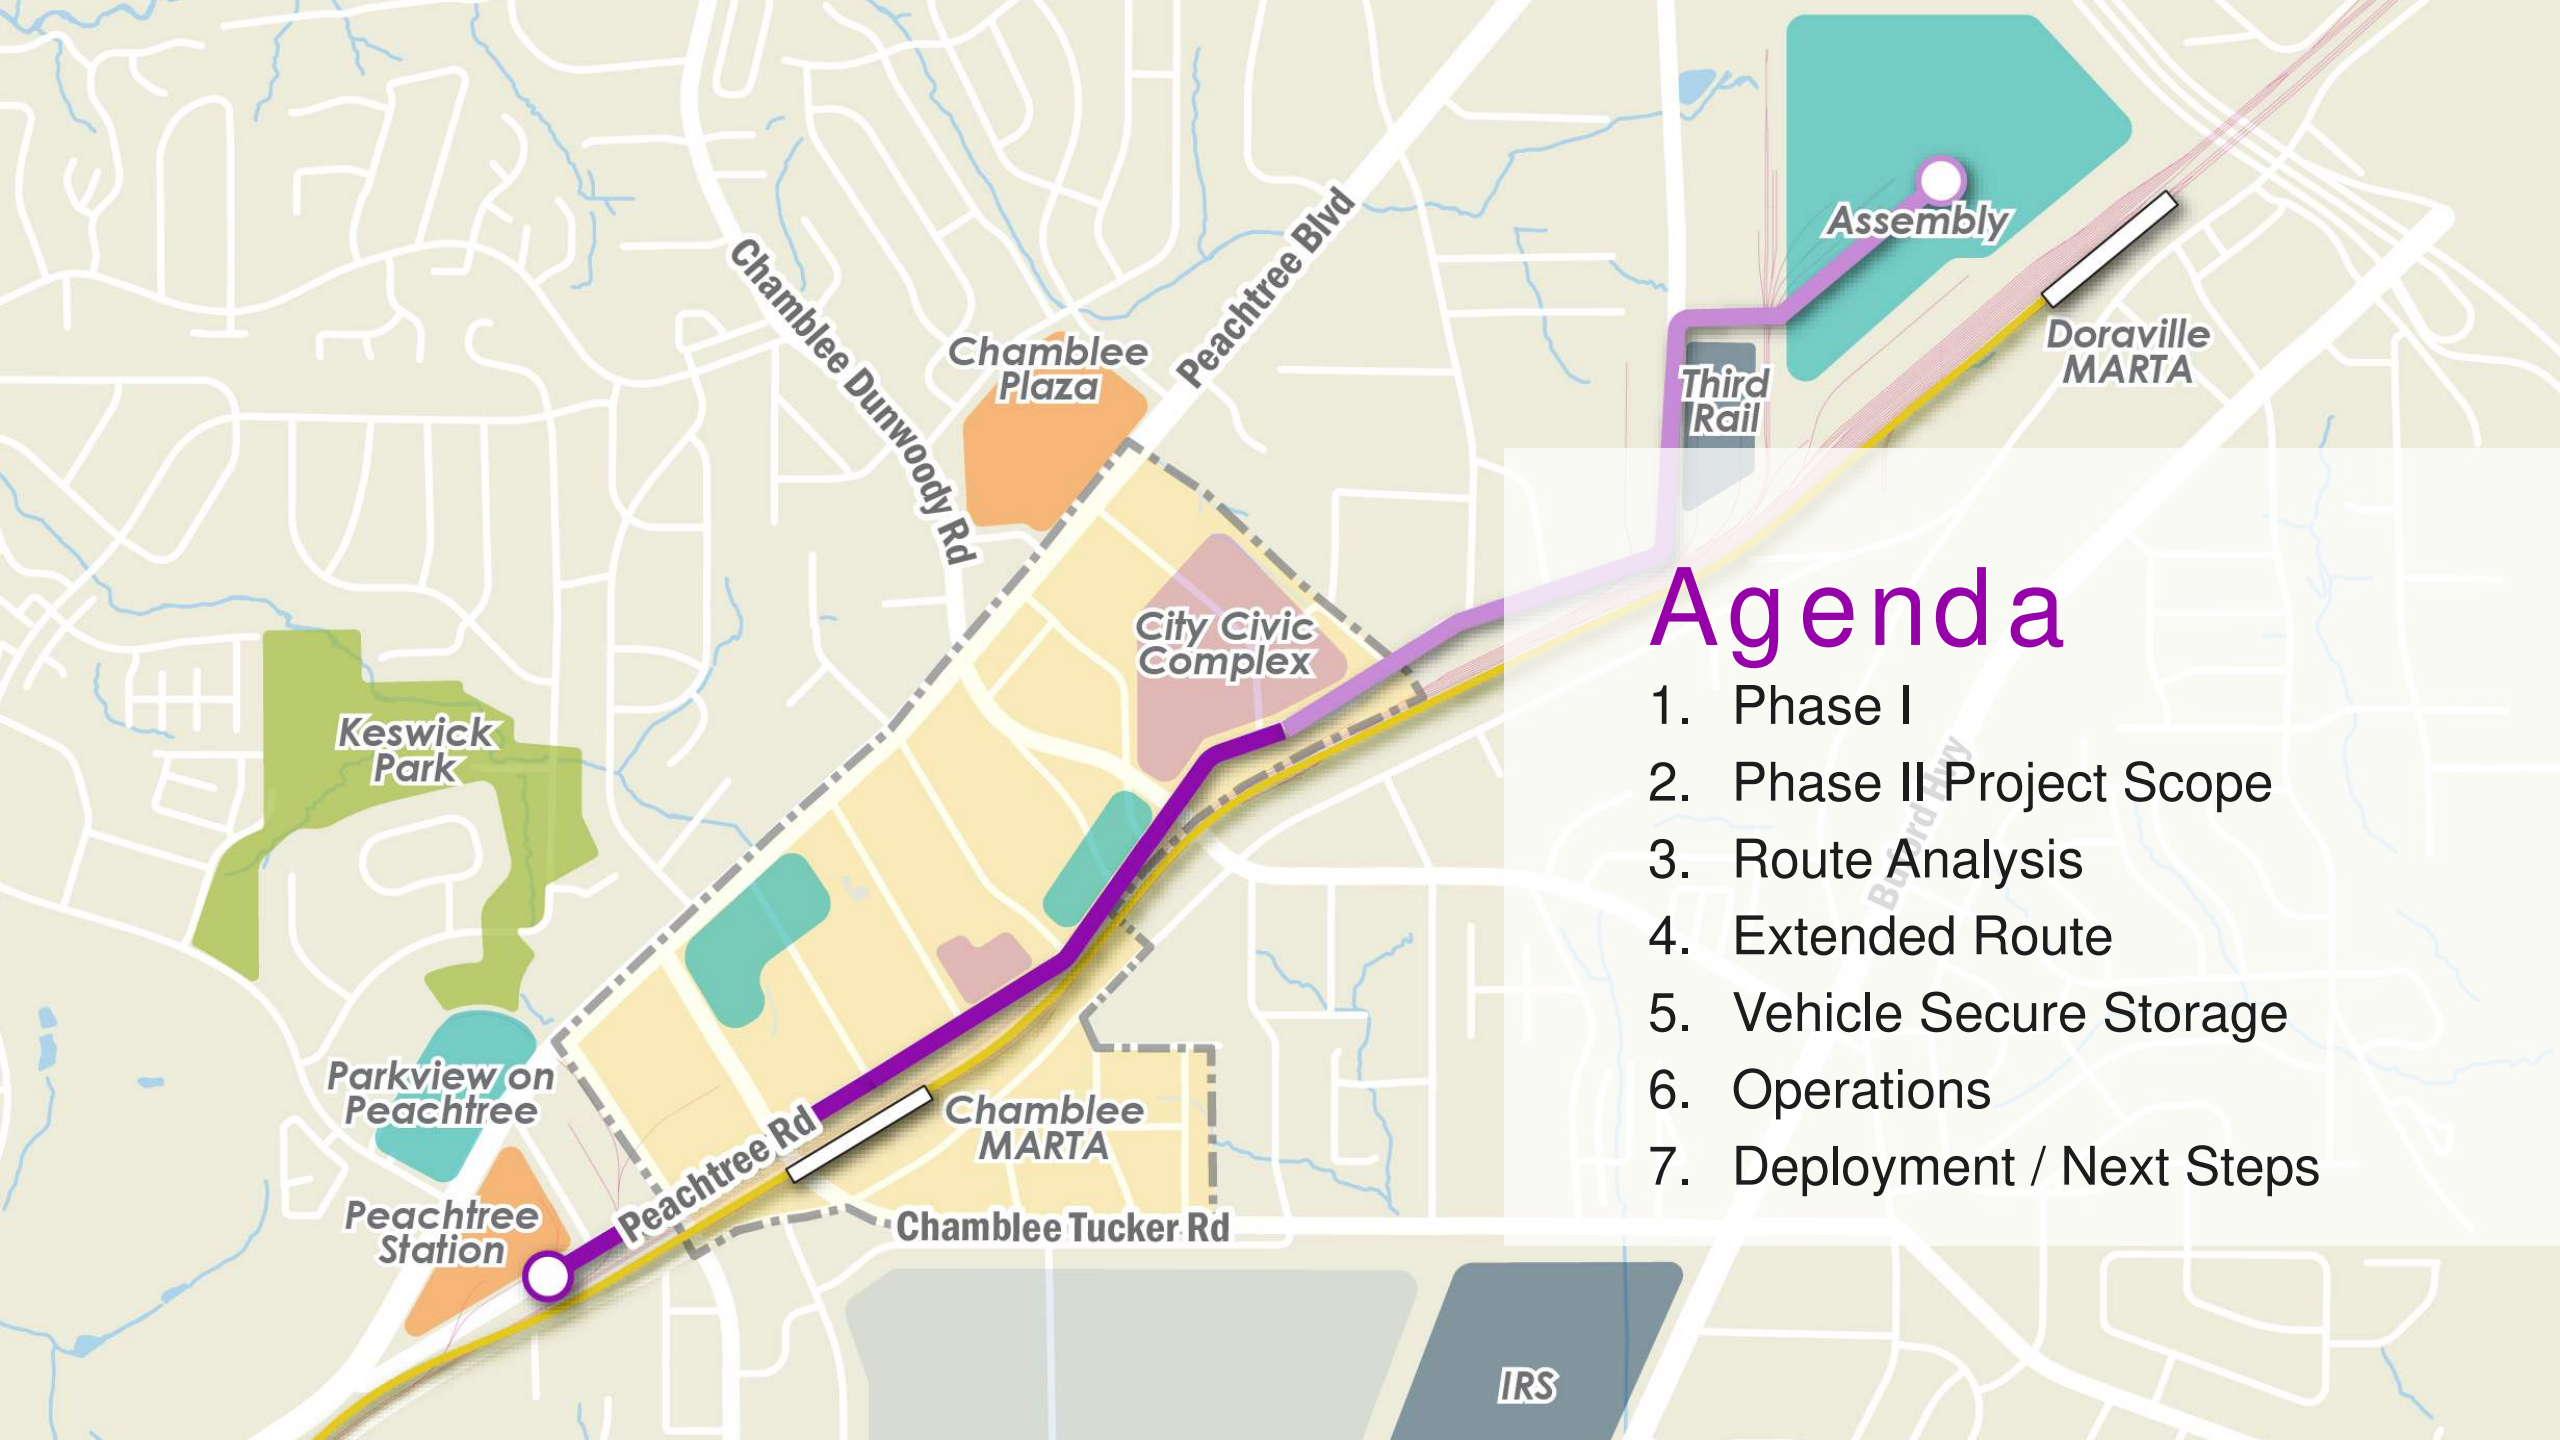 Assembly
Peachtree Blvd
Chamblee Dunwoody Rd
Doraville
MARTA
Chamblee
Plaza
Third
Rail
City Civic
Complex
Keswick
Park
Parkview on
Peachtree
Peachtree
Station
Peachtree Rd
Chamblee
MARTA
Chamblee Tucker Rd
IRS
Buford Hwy
Agenda
1. Phase I
2. Phase II Project Scope
3. Route Analysis
4. Extended Route
5. Vehicle Secure Storage
6. Operations
7. Deployment / Next Steps